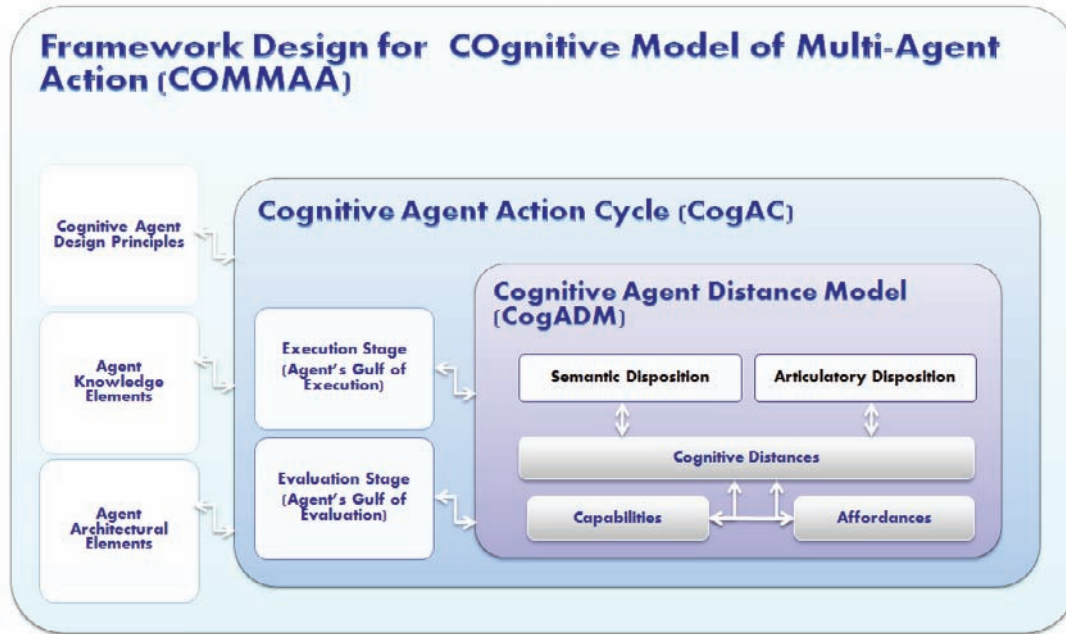 Framework Design for COgnitive Model of Multi-Agent
Action (COMMAA)
Cognitive Agent
Design Principles
Agent
Knowledge
Elements
Agent
Architectural
Elements
Cognitive Agent Action Cycle (CogAC)
Execution Stage
(Agent's Gulf of
Execution)
Evaluation Stage
(Agent's Gulf of
Evaluation)
Cognitive Agent Distance Model
(CogADM)
Semantic Disposition
Articulatory Disposition
Cognitive Distances
Capabilities
Affordances